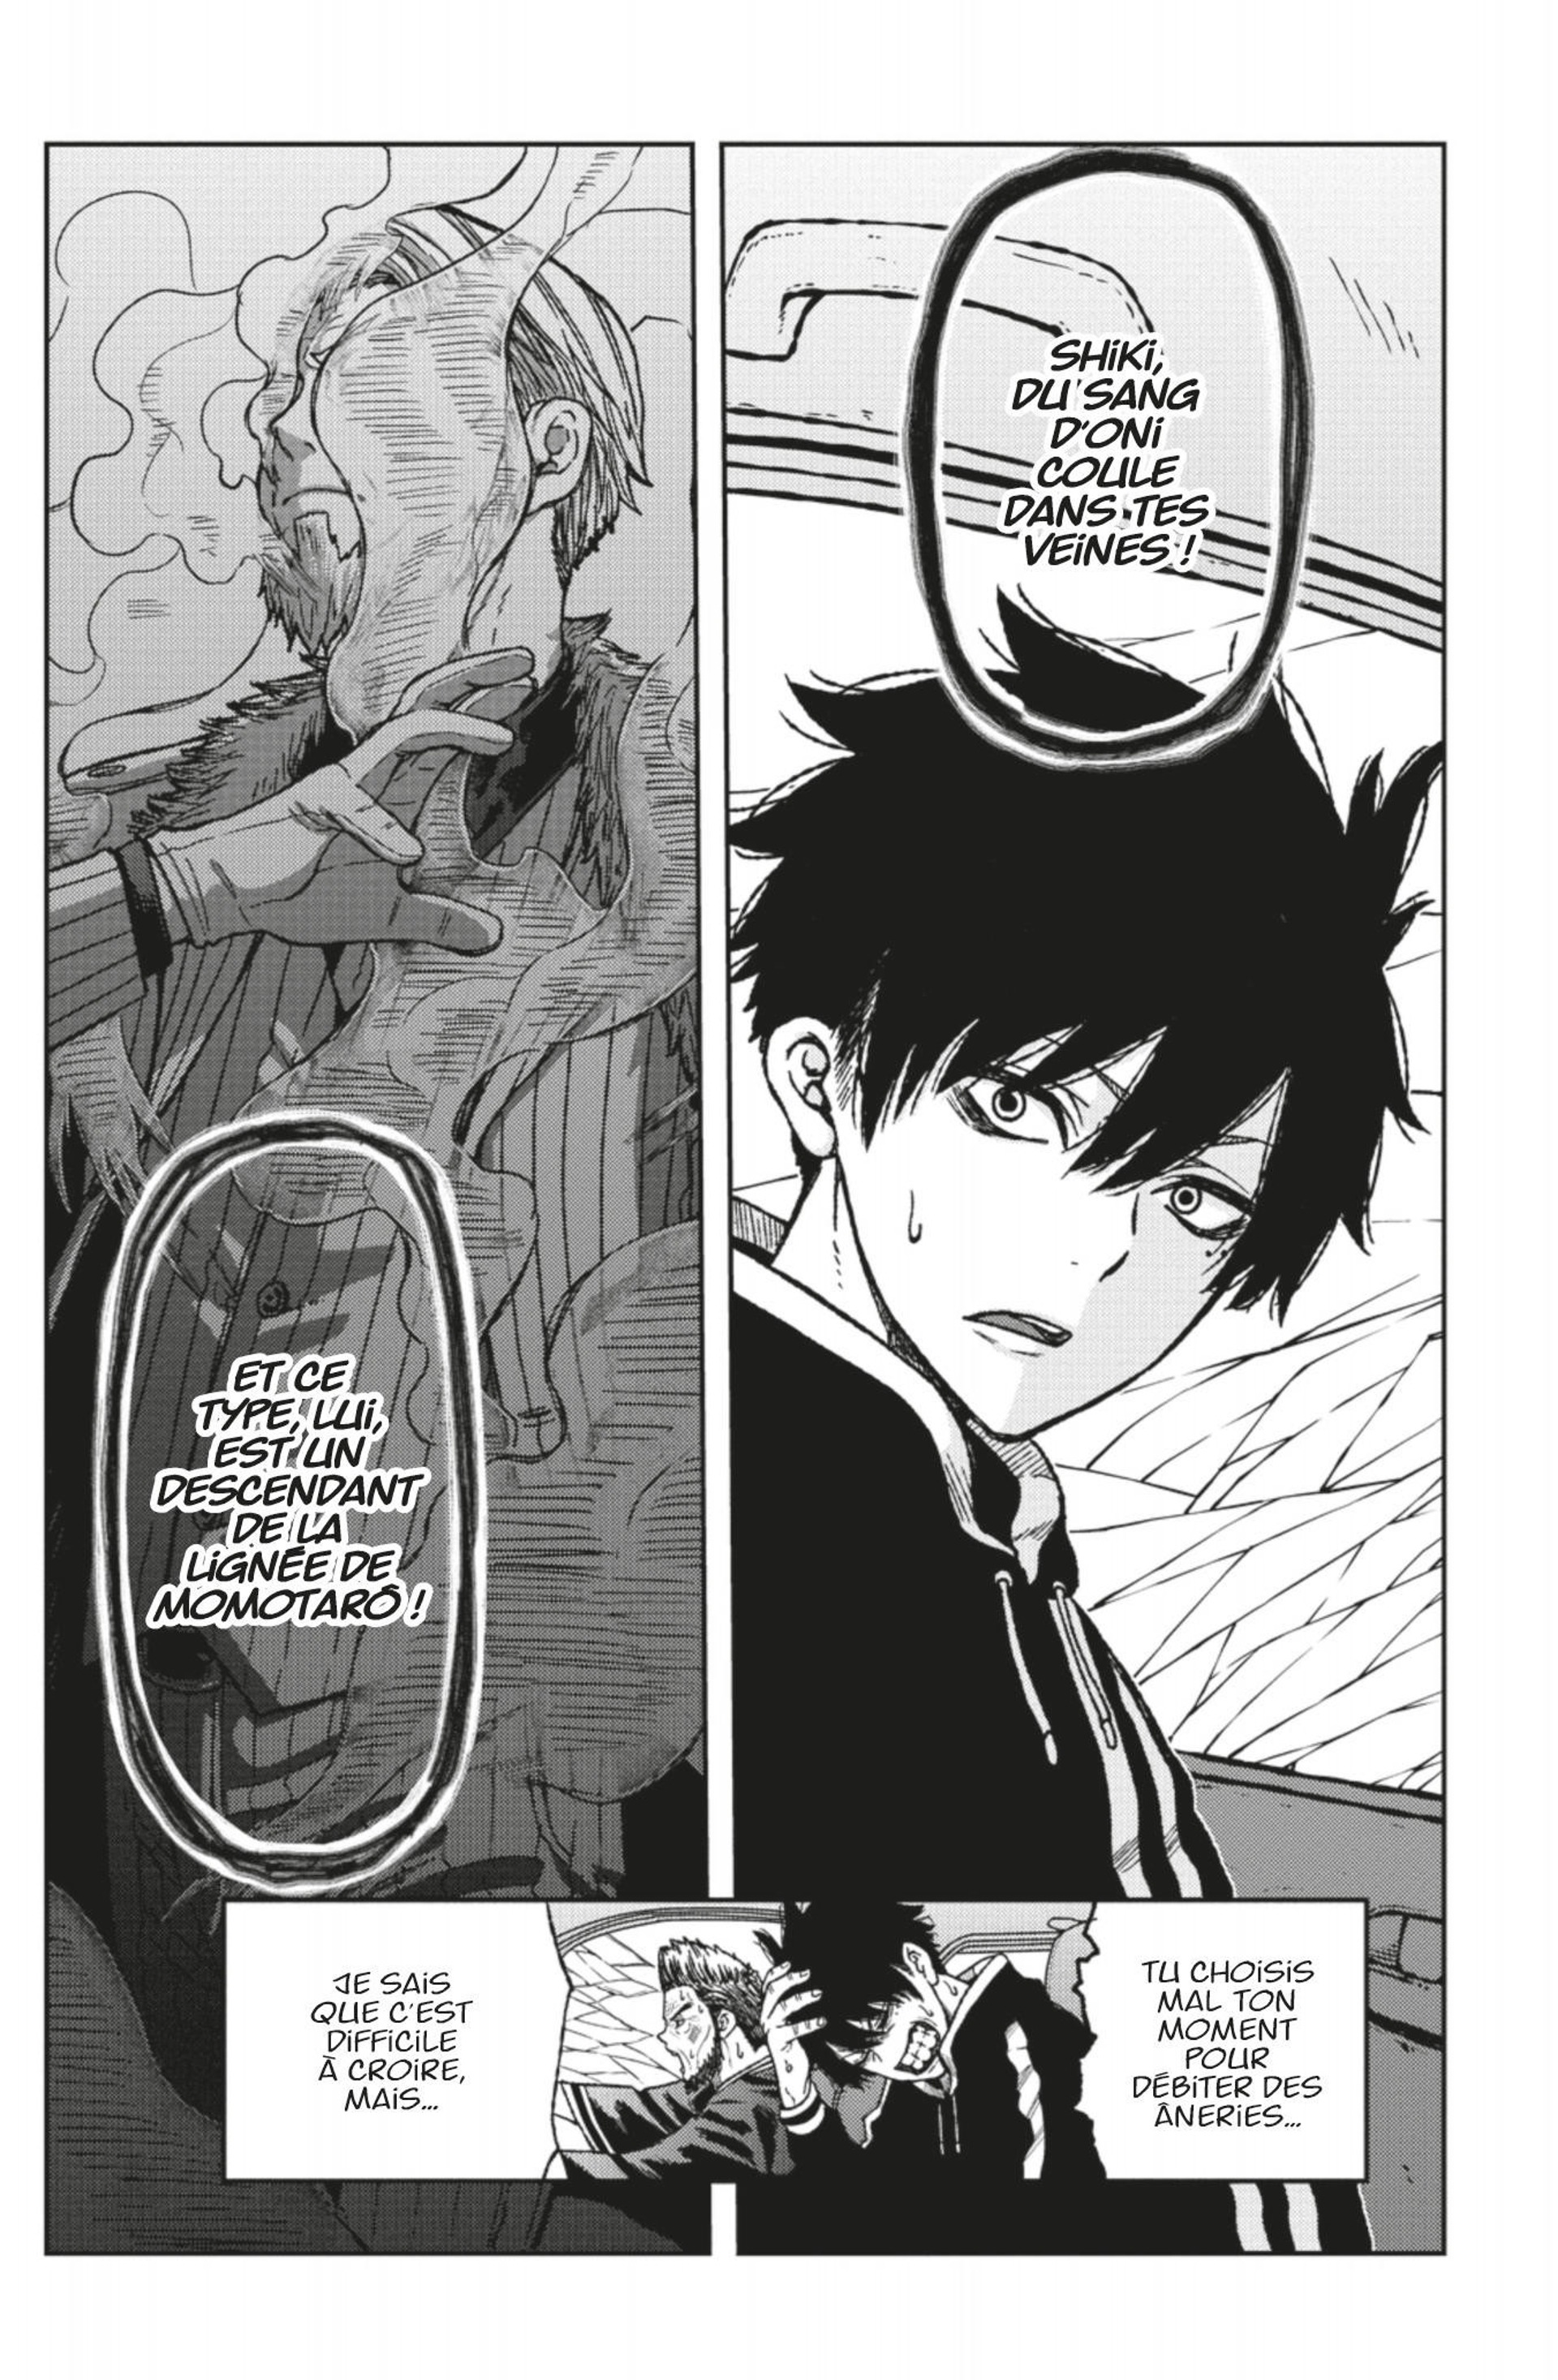 SHIKI,
DU SANG
D'ONI
COULE
DANS TES
VEINES !
ET CE
TYPE, LUI,
EST UN
DESCENDANT
DE LA
LIGNÉE DE
MOMOTARÔ !
TU CHOISIS
MAL TON
MOMENT
POUR
DÉBITER DES
ÂNERIES...
JE SAIS
QUE C'EST
DIFFICILE
À CROIRE,
MAIS...